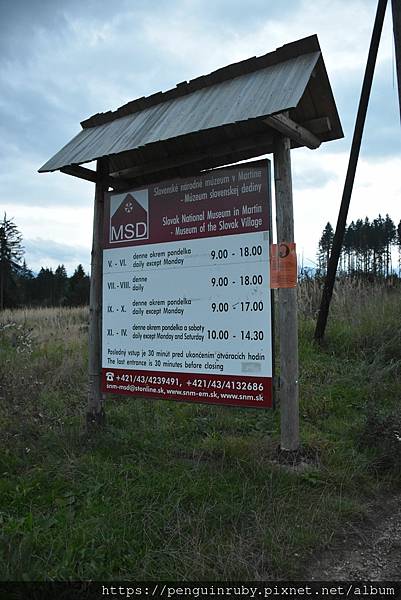 Slovenské národné múzeum v Martine
- Múzeum slovenskej dediny
Slovak National Museum in Martin
- Museum of the Slovak Village
MSD
V. - VI. denne okrem pondelka 9.00 - 18.00
daily except Monday
VII. - VIII. denne 9.00 - 18.00
daily
IX. - X. denne okrem pondelka 9.00 - 17.00
daily except Monday
XI. - IV. denne okrem pondelka a soboty 10.00 - 14.30
daily except Monday and Saturday
Posledný vstup je 30 minút pred ukončením otváracích hodín
The last entrance is 30 minutes before closing
☎ +421/43/4239491, +421/43/4132686
snm-msd@stonline.sk, www.snm-em.sk, www.snm.sk
https://penguinruby.pixnet.net/album